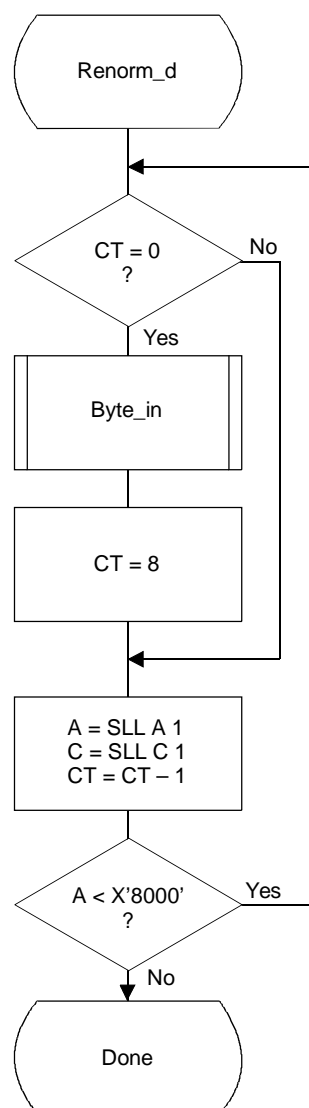 Renorm_d
CT = 0
?
No
Yes
Byte_in
CT = 8
A = SLL A 1
C = SLL C 1
CT = CT – 1
A < X’8000’
?
Yes
No
Done